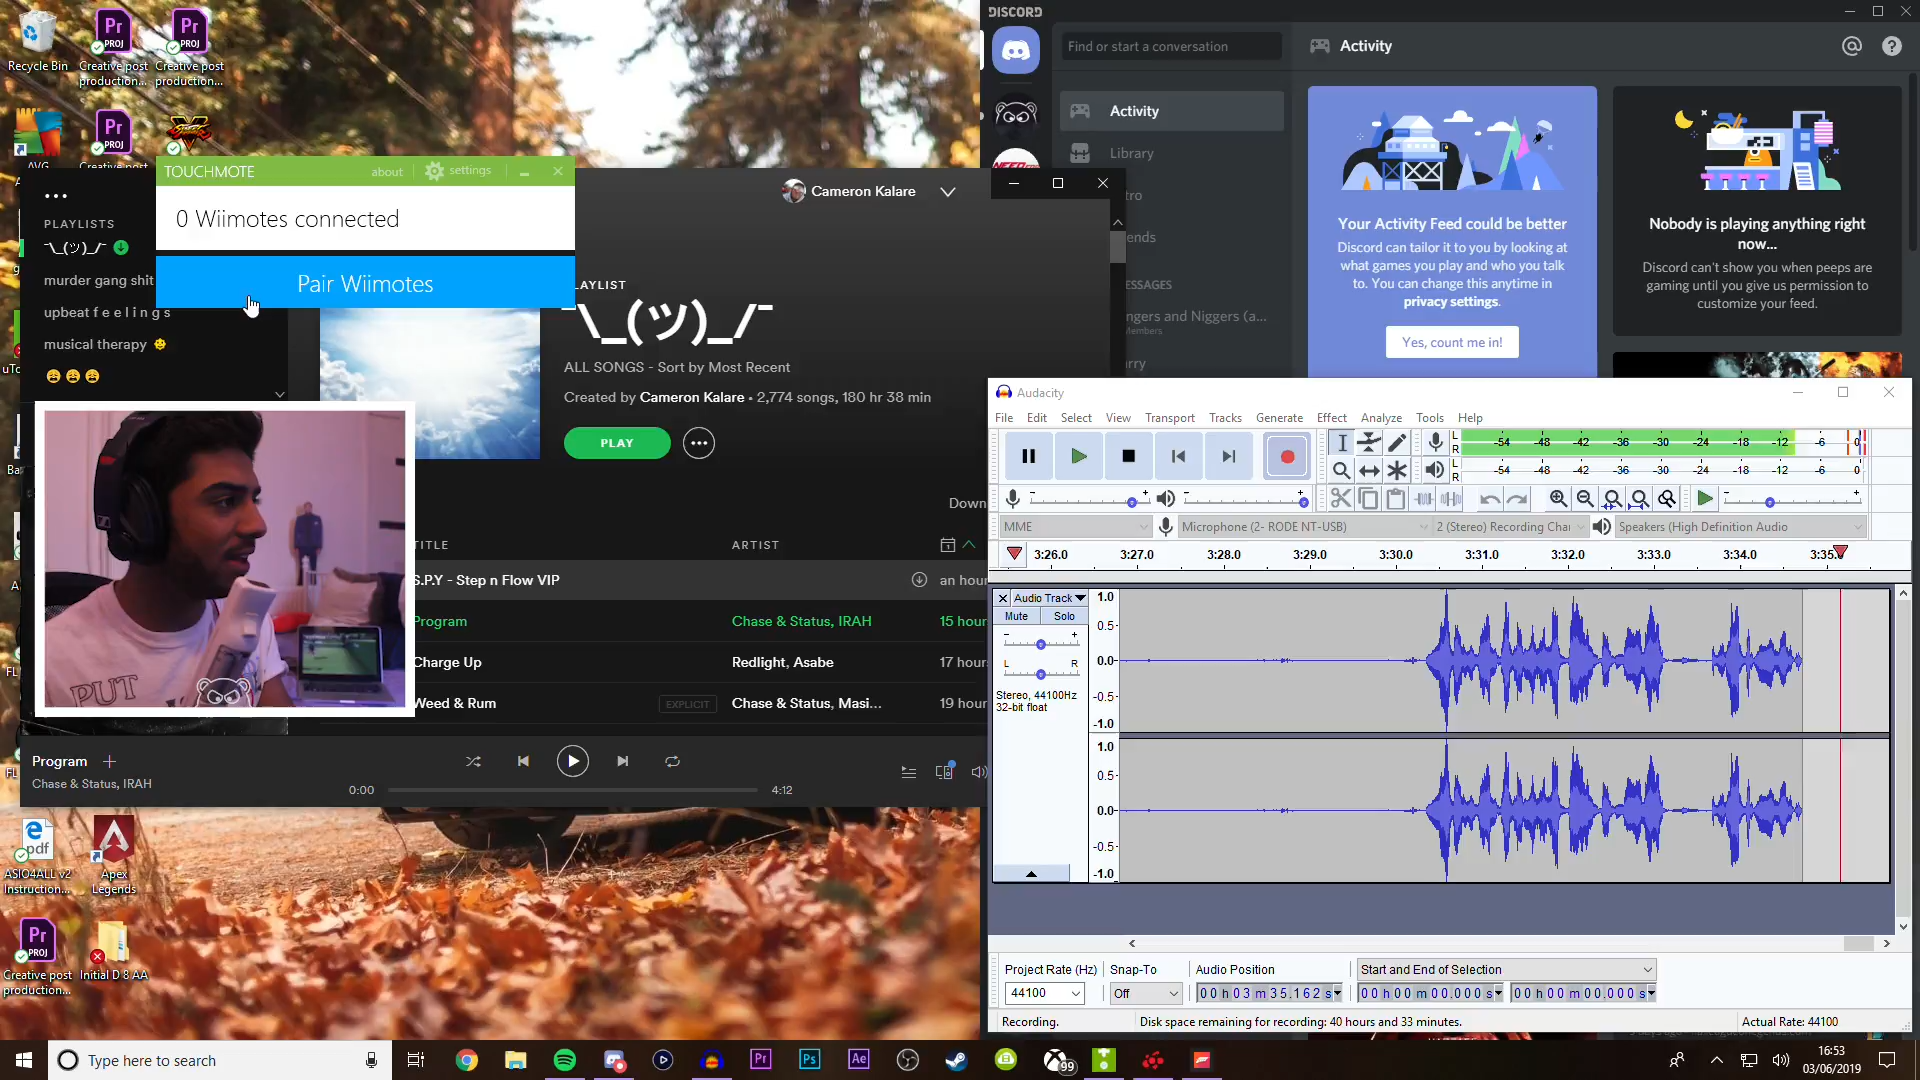 Recycle Bin
Creative post production...
Creative post production...
AVG
Creative post
TOUCHMOTE
about
settings
0 Wiimotes connected
Pair Wiimotes
PLAYLISTS
¯\_(ツ)_/¯
murder gang shit
upbeat f e e l i n g s
musical therapy 🙂
😩 😩 😩
Cameron Kalare
¯\_(ツ)_/¯
ALL SONGS - Sort by Most Recent
Created by Cameron Kalare • 2,774 songs, 180 hr 38 min
PLAY
Down
ARTIST
S.P.Y - Step n Flow VIP
an hour
Program
Chase & Status, IRAH
15 hour
Charge Up
Redlight, Asabe
17 hour
Weed & Rum
EXPLICIT
Chase & Status, Masi...
19 hour
PUT
Program
Chase & Status, IRAH
0:00
4:12
ASIO4ALL v2 Instruction...
Apex Legends
Creative post production...
Initial D 8 AA
DISCORD
Find or start a conversation
Activity
Activity
Library
Your Activity Feed could be better
Discord can tailor it to you by looking at
what games you play and who you talk
to. You can change this anytime in
privacy settings.
Yes, count me in!
Nobody is playing anything right
now...
Discord can't show you when peeps are
gaming until you give us permission to
customize your feed.
ngers and Niggers (a...
Members
Audacity
File Edit Select View Transport Tracks Generate Effect Analyze Tools Help
L R -54 -48 -42 -36 -30 -24 -18 -12 -6 0
L R -54 -48 -42 -36 -30 -24 -18 -12 -6 0
MME
Microphone (2- RODE NT-USB)
2 (Stereo) Recording Chai
Speakers (High Definition Audio
3:26.0 3:27.0 3:28.0 3:29.0 3:30.0 3:31.0 3:32.0 3:33.0 3:34.0 3:35.0
Audio Track
Mute Solo
L R
Stereo, 44100Hz
32-bit float
1.0
0.5
0.0
-0.5
-1.0
1.0
0.5
0.0
-0.5
-1.0
Project Rate (Hz) Snap-To Audio Position Start and End of Selection
44100 Off 00 h 03 m 35.162 s 00 h 00 m 00.000 s 00 h 00 m 00.000 s
Recording. Disk space remaining for recording: 40 hours and 33 minutes. Actual Rate: 44100
Type here to search
99
16:53
03/06/2019